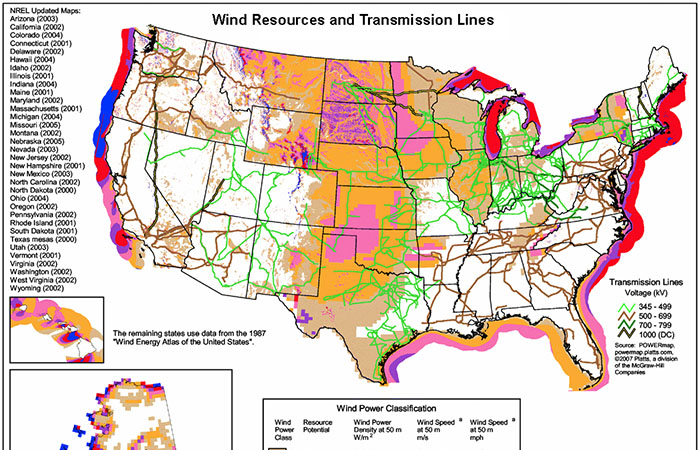 Wind Resources and Transmission Lines
NREL Updated Maps:
Arizona (2003)
California (2002)
Colorado (2004)
Connecticut (2001)
Delaware (2002)
Hawaii (2004)
Idaho (2002)
Illinois (2001)
Indiana (2004)
Maine (2001)
Maryland (2002)
Massachusetts (2001)
Michigan (2004)
Missouri (2005)
Montana (2002)
Nebraska (2005)
Nevada (2003)
New Jersey (2002)
New Hampshire (2001)
New Mexico (2003)
North Carolina (2002)
North Dakota (2000)
Ohio (2004)
Oregon (2002)
Pennsylvania (2002)
Rhode Island (2001)
South Dakota (2001)
Texas mesas (2000)
Utah (2003)
Vermont (2001)
Virginia (2002)
Washington (2002)
West Virginia (2002)
Wyoming (2002)
The remaining states use data from the 1987
"Wind Energy Atlas of the United States".
Transmission Lines
Voltage (kV)
345 - 499
500 - 699
700 - 799
1000 (DC)
Source: POWERmap,
powermap.platts.com,
©2007 Platts, a division
of the McGraw-Hill
Companies
Wind Power Classification
Wind Power Class
Resource Potential
Wind Power Density at 50 m W/m2
Wind Speed a at 50 m m/s
Wind Speed a at 50 m mph